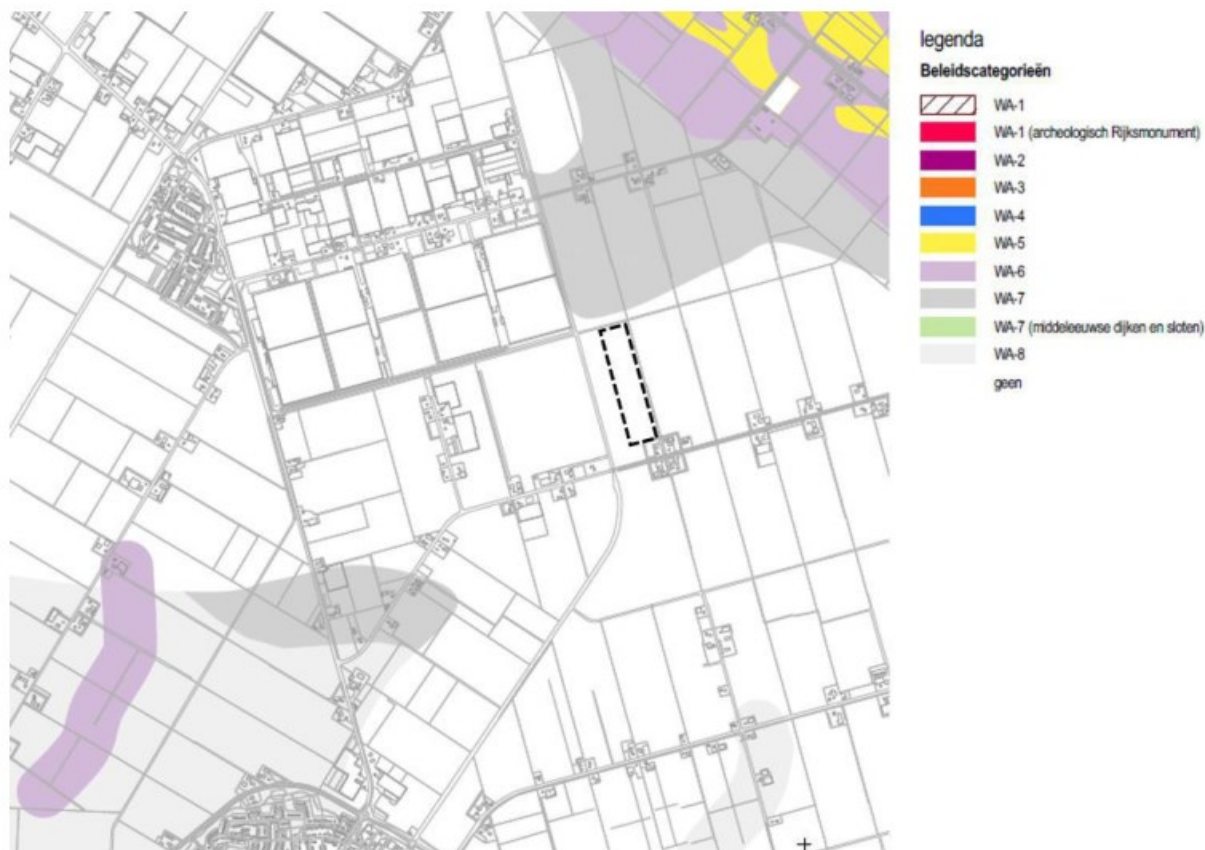 legenda
Beleidscategorieën
WA-1
WA-1 (archeologisch Rijksmonument)
WA-2
WA-3
WA-4
WA-5
WA-6
WA-7
WA-7 (middeleeuwse dijken en sloten)
WA-8
geen